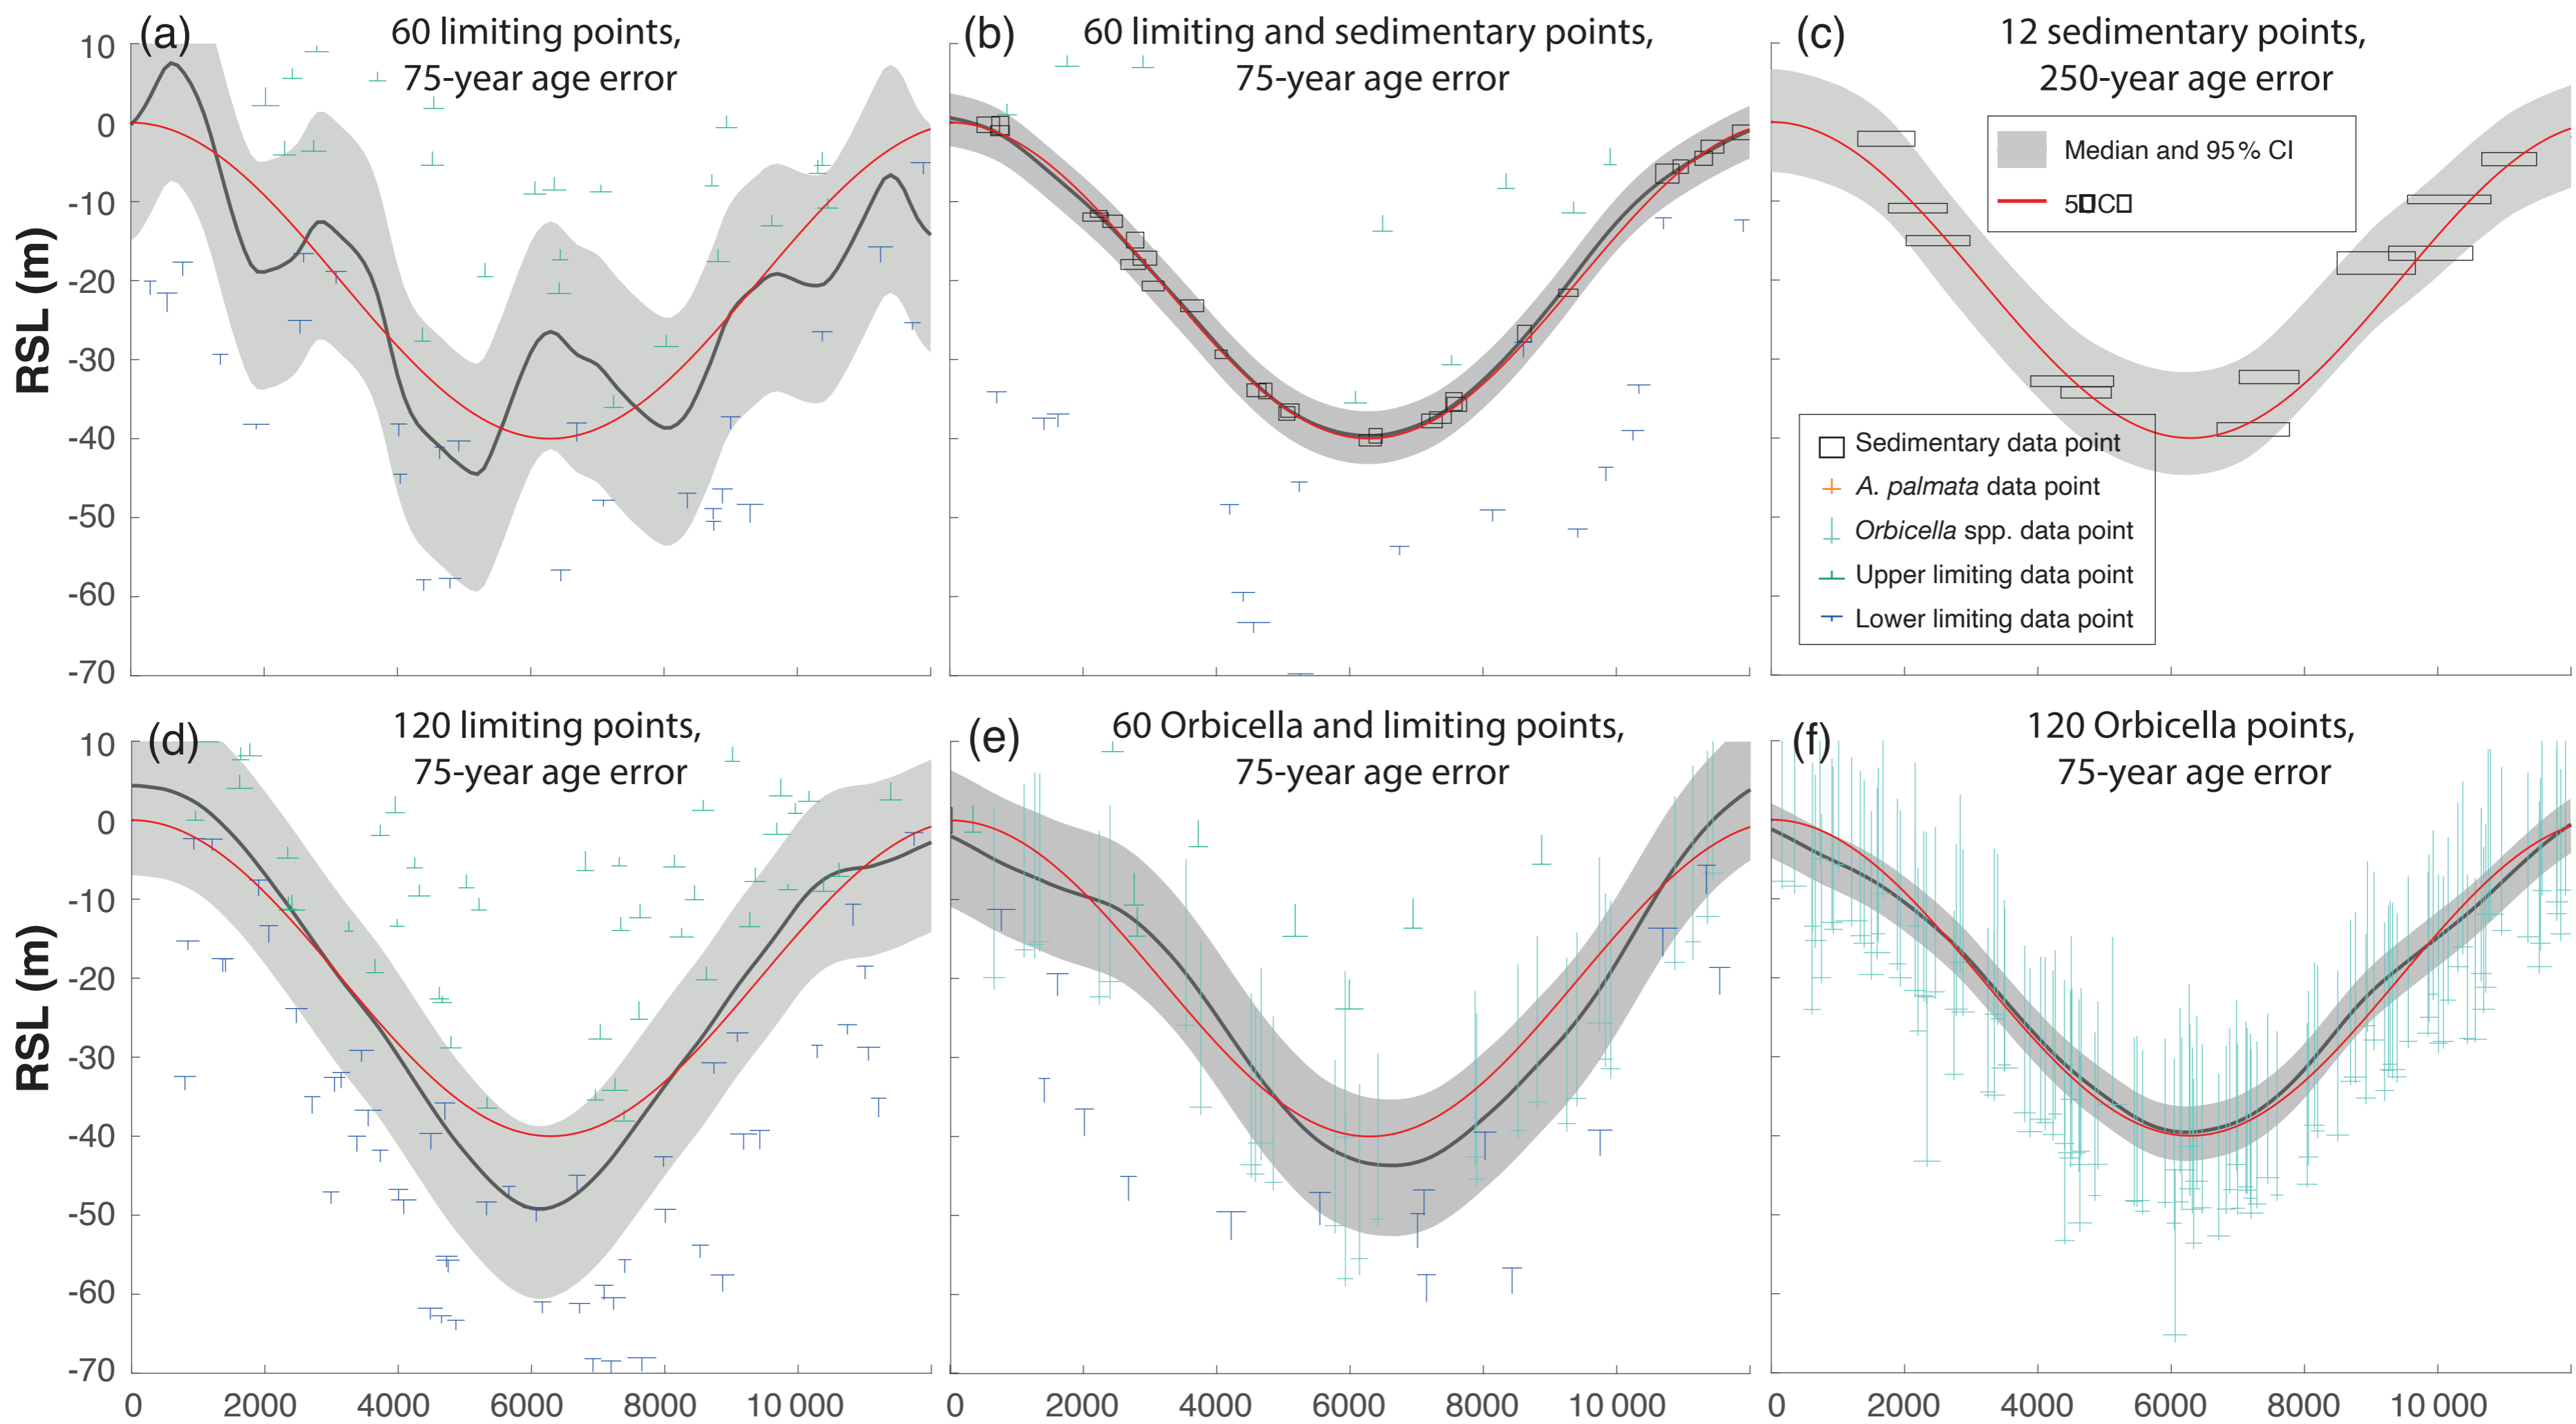 (a) 60 limiting points,
75-year age error
(b) 60 limiting and sedimentary points,
75-year age error
(c) 12 sedimentary points,
250-year age error
Median and 95% CI
Sedimentary data point
A. palmata data point
Orbicella spp. data point
Upper limiting data point
Lower limiting data point
RSL (m)
10
0
-10
-20
-30
-40
-50
-60
-70
(d) 120 limiting points,
75-year age error
(e) 60 Orbicella and limiting points,
75-year age error
(f) 120 Orbicella points,
75-year age error
RSL (m)
10
0
-10
-20
-30
-40
-50
-60
-70
0 2000 4000 6000 8000 10 000
0 2000 4000 6000 8000 10 000
0 2000 4000 6000 8000 10 000